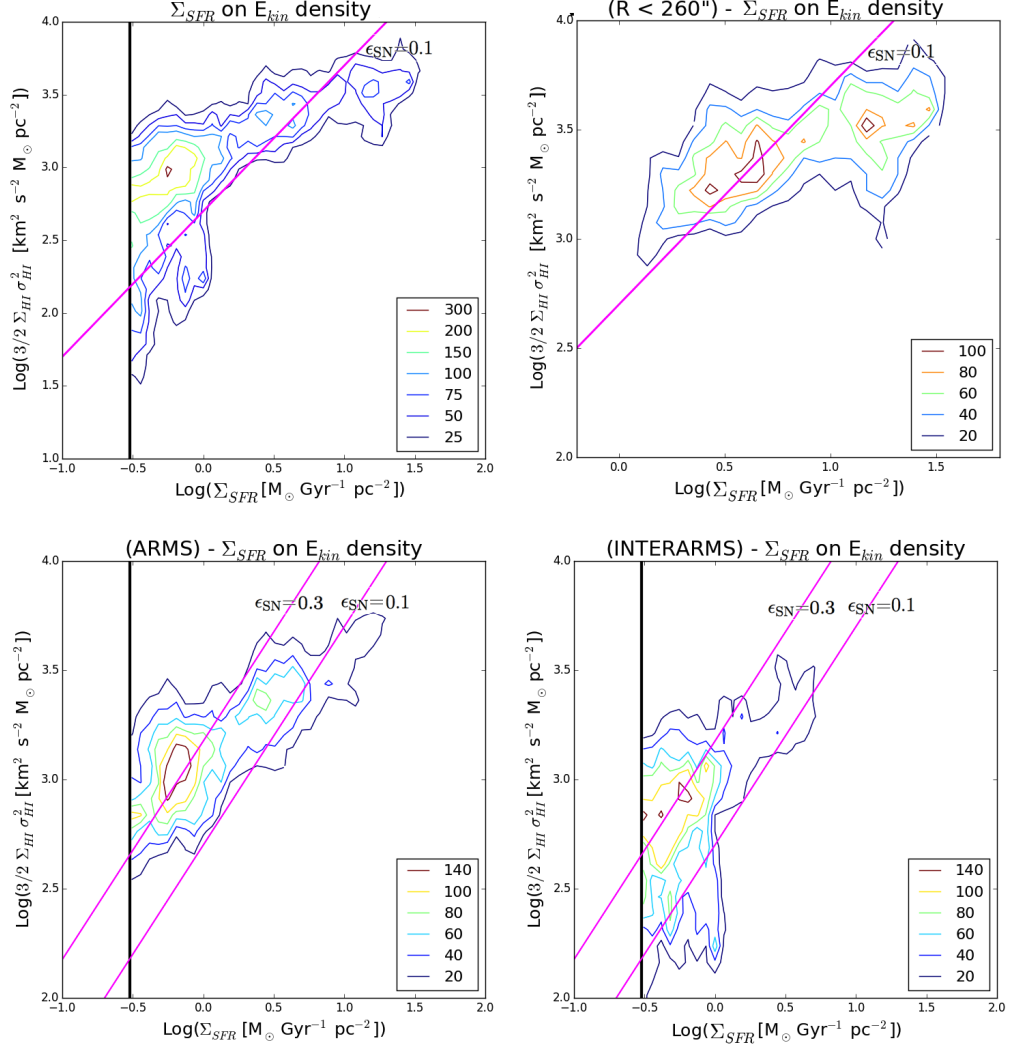 Σ_SFR on E_kin density
ϵ_SN=0.1
Log(3/2 Σ_HI σ²_HI [km² s⁻² M_⊙ pc⁻²])
4.0
3.5
3.0
2.5
2.0
1.5
1.0
300
200
150
100
75
50
25
−1.0 −0.5 0.0 0.5 1.0 1.5 2.0
Log(Σ_SFR [M_⊙ Gyr⁻¹ pc⁻²])
(R < 260") - Σ_SFR on E_kin density
ϵ_SN=0.1
Log(3/2 Σ_HI σ²_HI [km² s⁻² M_⊙ pc⁻²])
4.0
3.5
3.0
2.5
2.0
100
80
60
40
20
0.0 0.5 1.0 1.5
Log(Σ_SFR [M_⊙ Gyr⁻¹ pc⁻²])
(ARMS) - Σ_SFR on E_kin density
ϵ_SN=0.3 ϵ_SN=0.1
Log(3/2 Σ_HI σ²_HI [km² s⁻² M_⊙ pc⁻²])
4.0
3.5
3.0
2.5
2.0
140
100
80
60
40
20
−1.0 −0.5 0.0 0.5 1.0 1.5 2.0
Log(Σ_SFR [M_⊙ Gyr⁻¹ pc⁻²])
(INTERARMS) - Σ_SFR on E_kin density
ϵ_SN=0.3 ϵ_SN=0.1
Log(3/2 Σ_HI σ²_HI [km² s⁻² M_⊙ pc⁻²])
4.0
3.5
3.0
2.5
2.0
140
100
80
60
40
20
−1.0 −0.5 0.0 0.5 1.0 1.5 2.0
Log(Σ_SFR [M_⊙ Gyr⁻¹ pc⁻²])